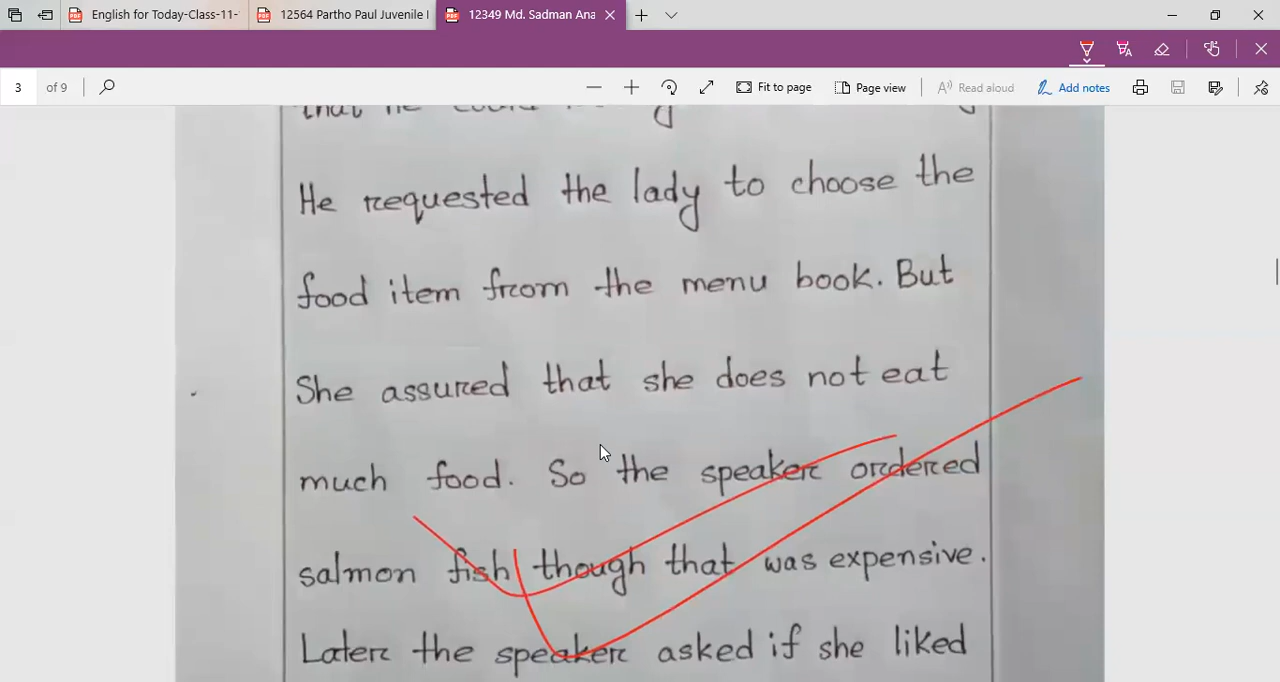 English for Today-Class-11-
12564 Partho Paul Juvenile
12349 Md. Sadman Ana
3 of 9
Fit to page
Page view
Read aloud
Add notes
that he
He requested the lady to choose the
food item from the menu book. But
She assured that she does not eat
much food. So the speaker ordered
salmon fish though that was expensive.
Later the speaker asked if she liked